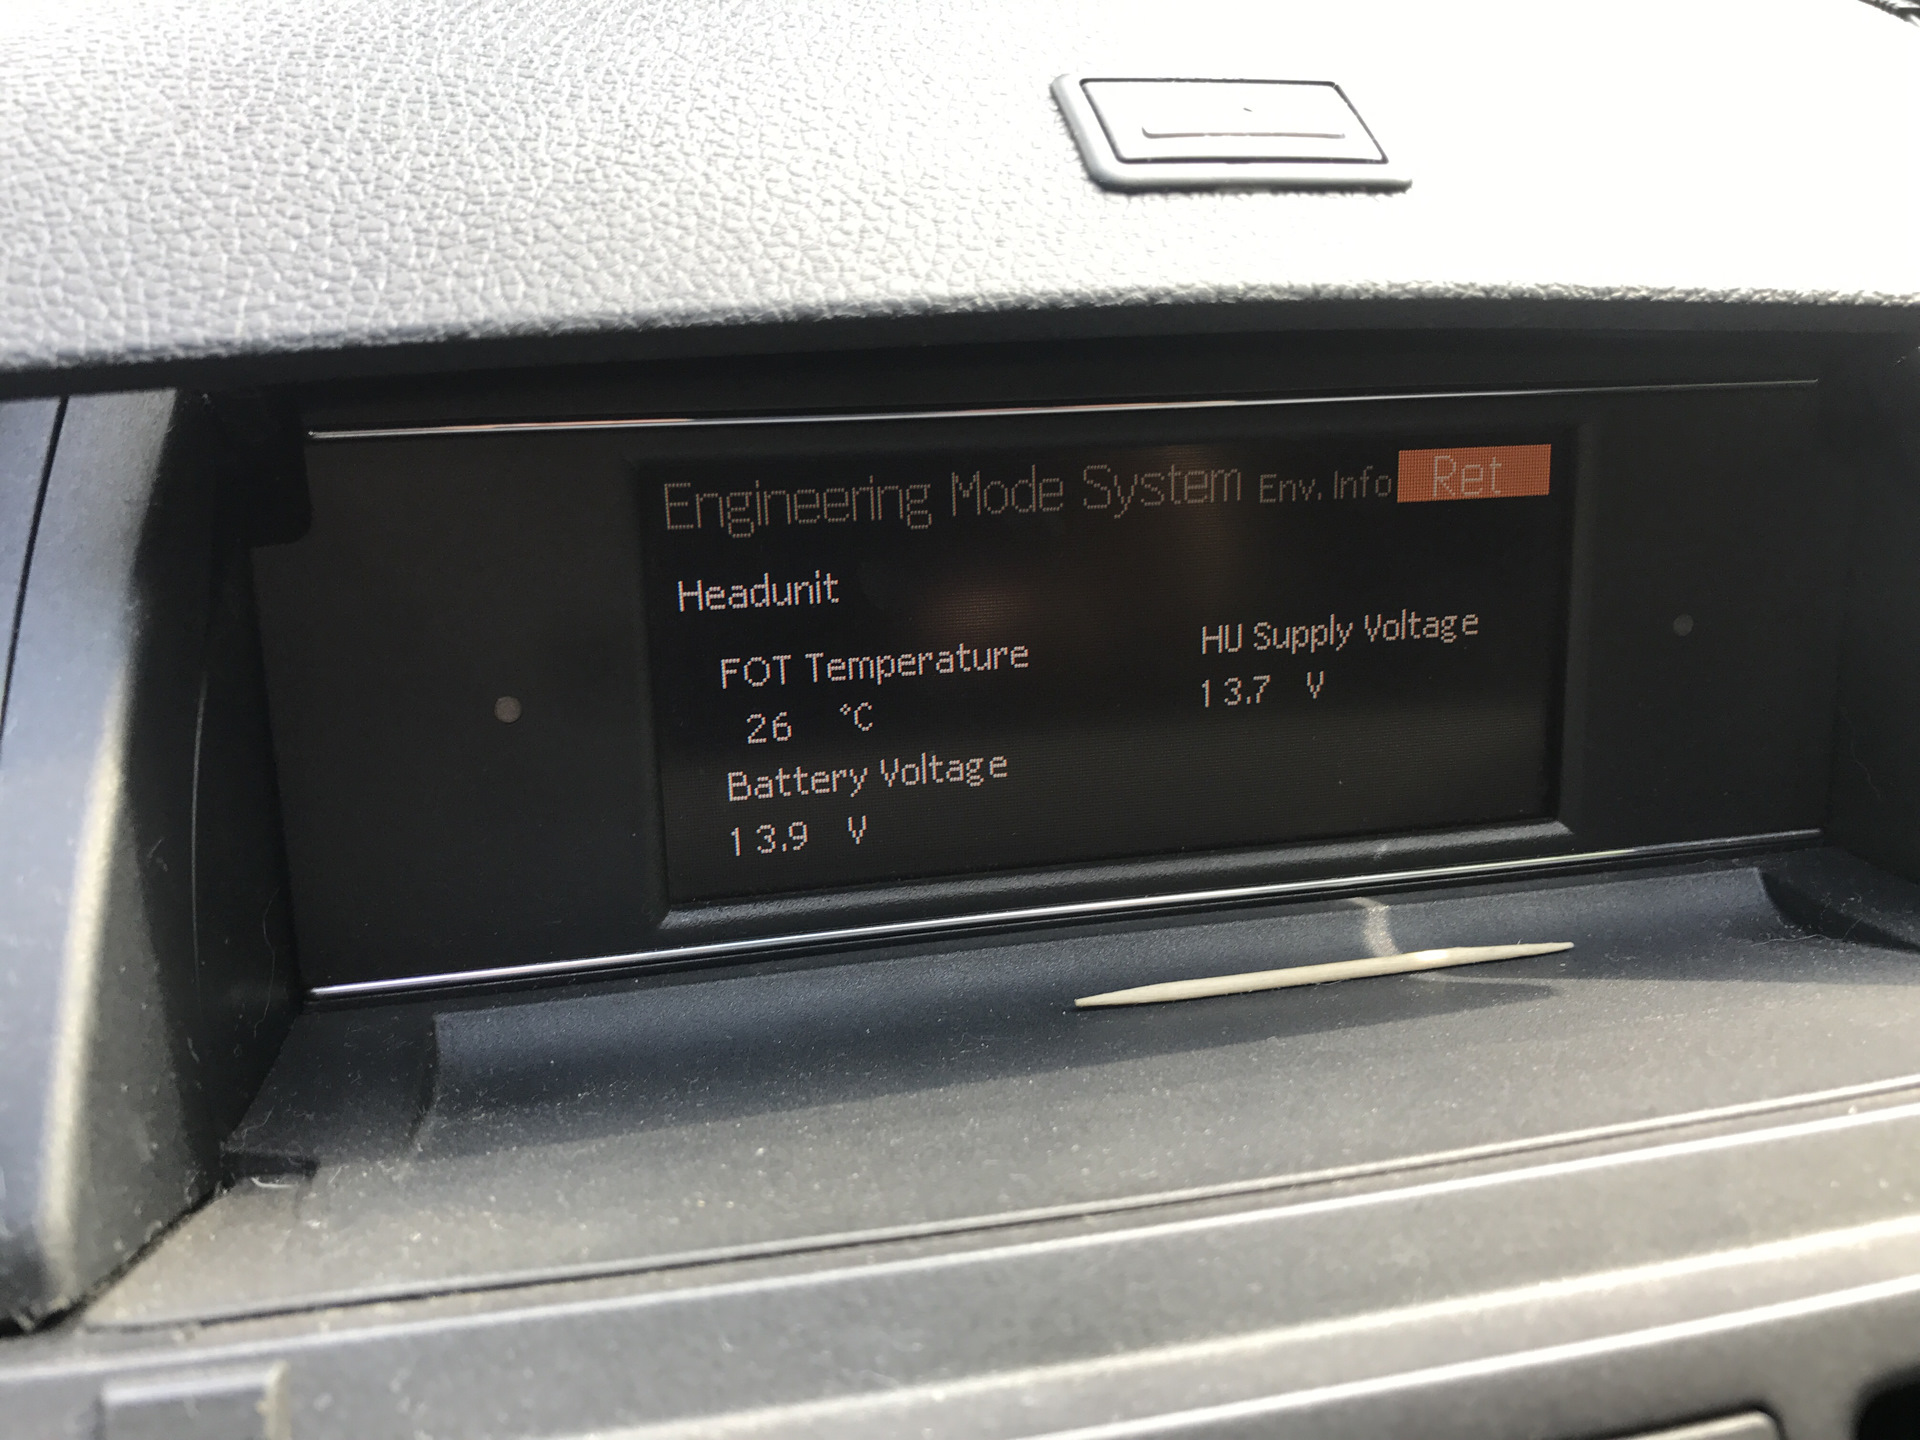 Engineering Mode System Env. Info Ret
Headunit
FOT Temperature
26 °C
HU Supply Voltage
13.7 V
Battery Voltage
13.9 V